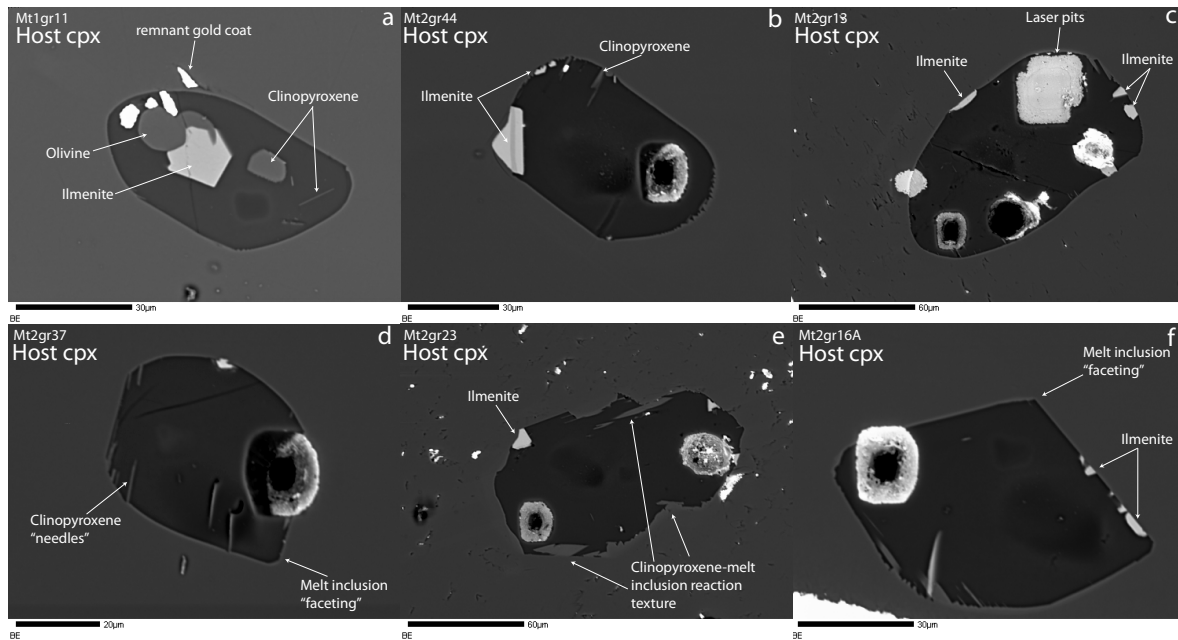 Mt1gr11
Host cpx
a
remnant gold coat
Clinopyroxene
Olivine
Ilmenite
30µm
BE
Mt2gr44
Host cpx
b
Clinopyroxene
Ilmenite
30µm
BE
Mt2gr13
Host cpx
c
Laser pits
Ilmenite
Ilmenite
60µm
BE
Mt2gr37
Host cpx
d
Clinopyroxene
"needles"
Melt inclusion
"faceting"
20µm
BE
Mt2gr23
Host cpx
e
Ilmenite
Clinopyroxene-melt
inclusion reaction
texture
60µm
BE
Mt2gr16A
Host cpx
f
Melt inclusion
"faceting"
Ilmenite
30µm
BE